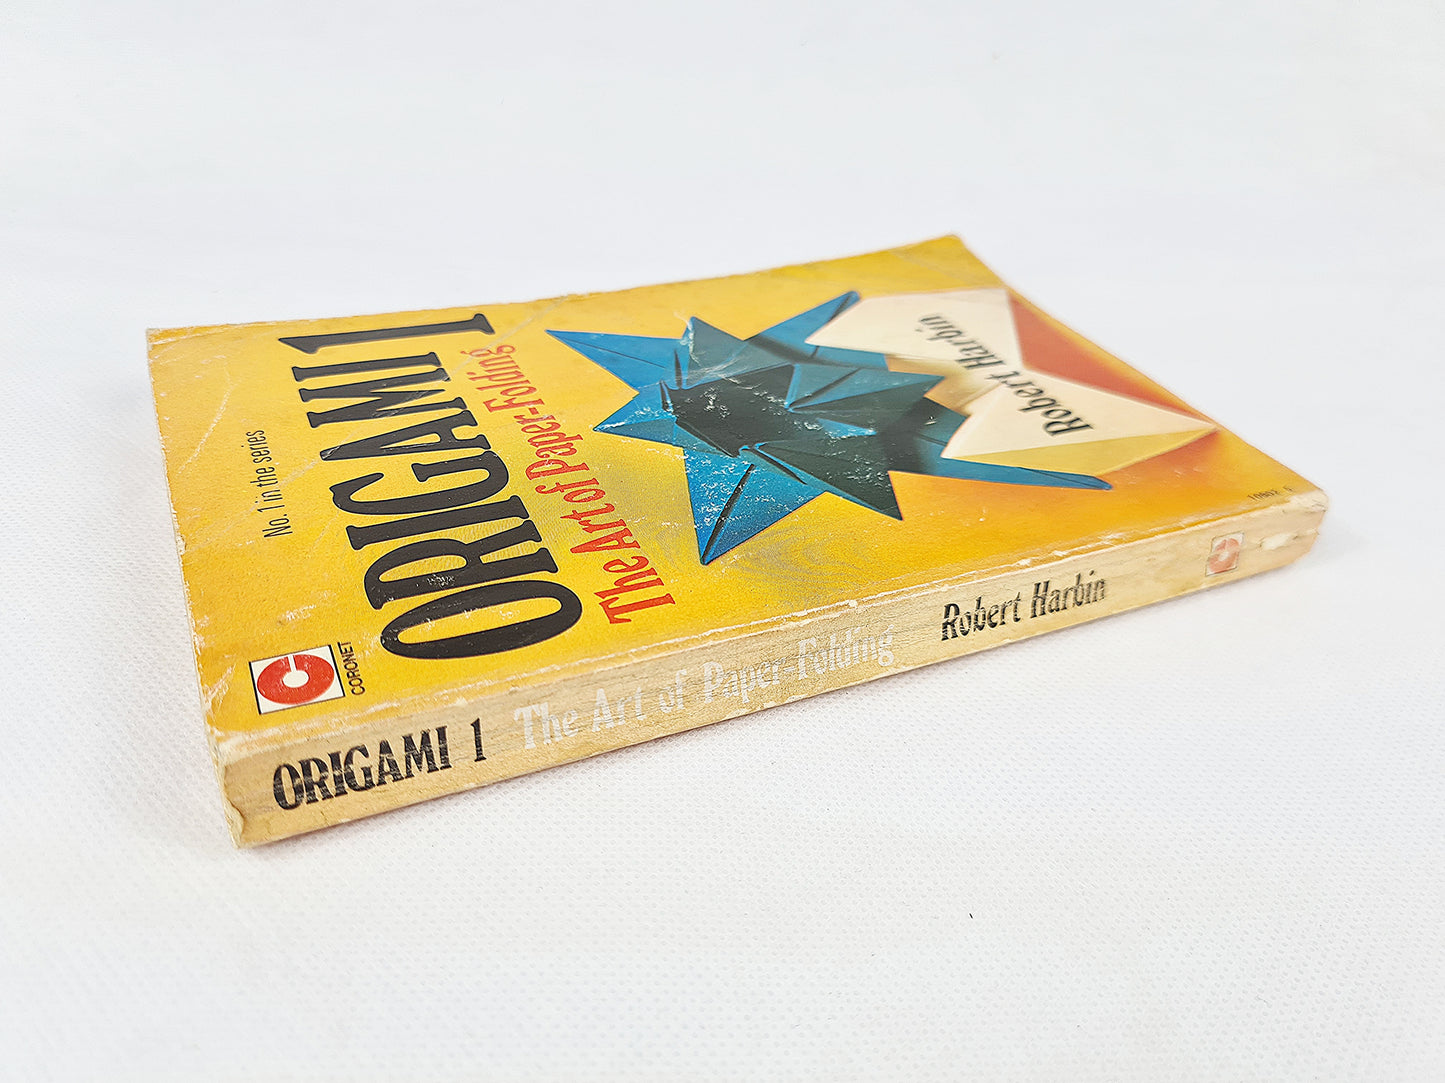 No. 1 in the series
ORIGAMI 1
The Art of Paper-Folding
Robert Harbin
CORONET
ORIGAMI 1 The Art of Paper-Folding Robert Harbin